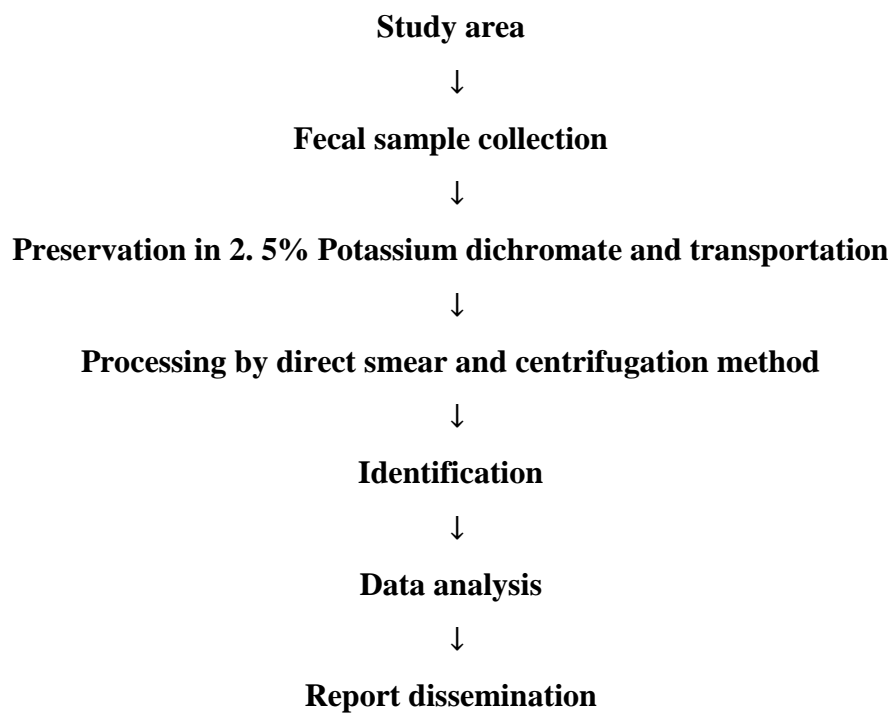 Study area
↓
Fecal sample collection
↓
Preservation in 2. 5% Potassium dichromate and transportation
↓
Processing by direct smear and centrifugation method
↓
Identification
↓
Data analysis
↓
Report dissemination